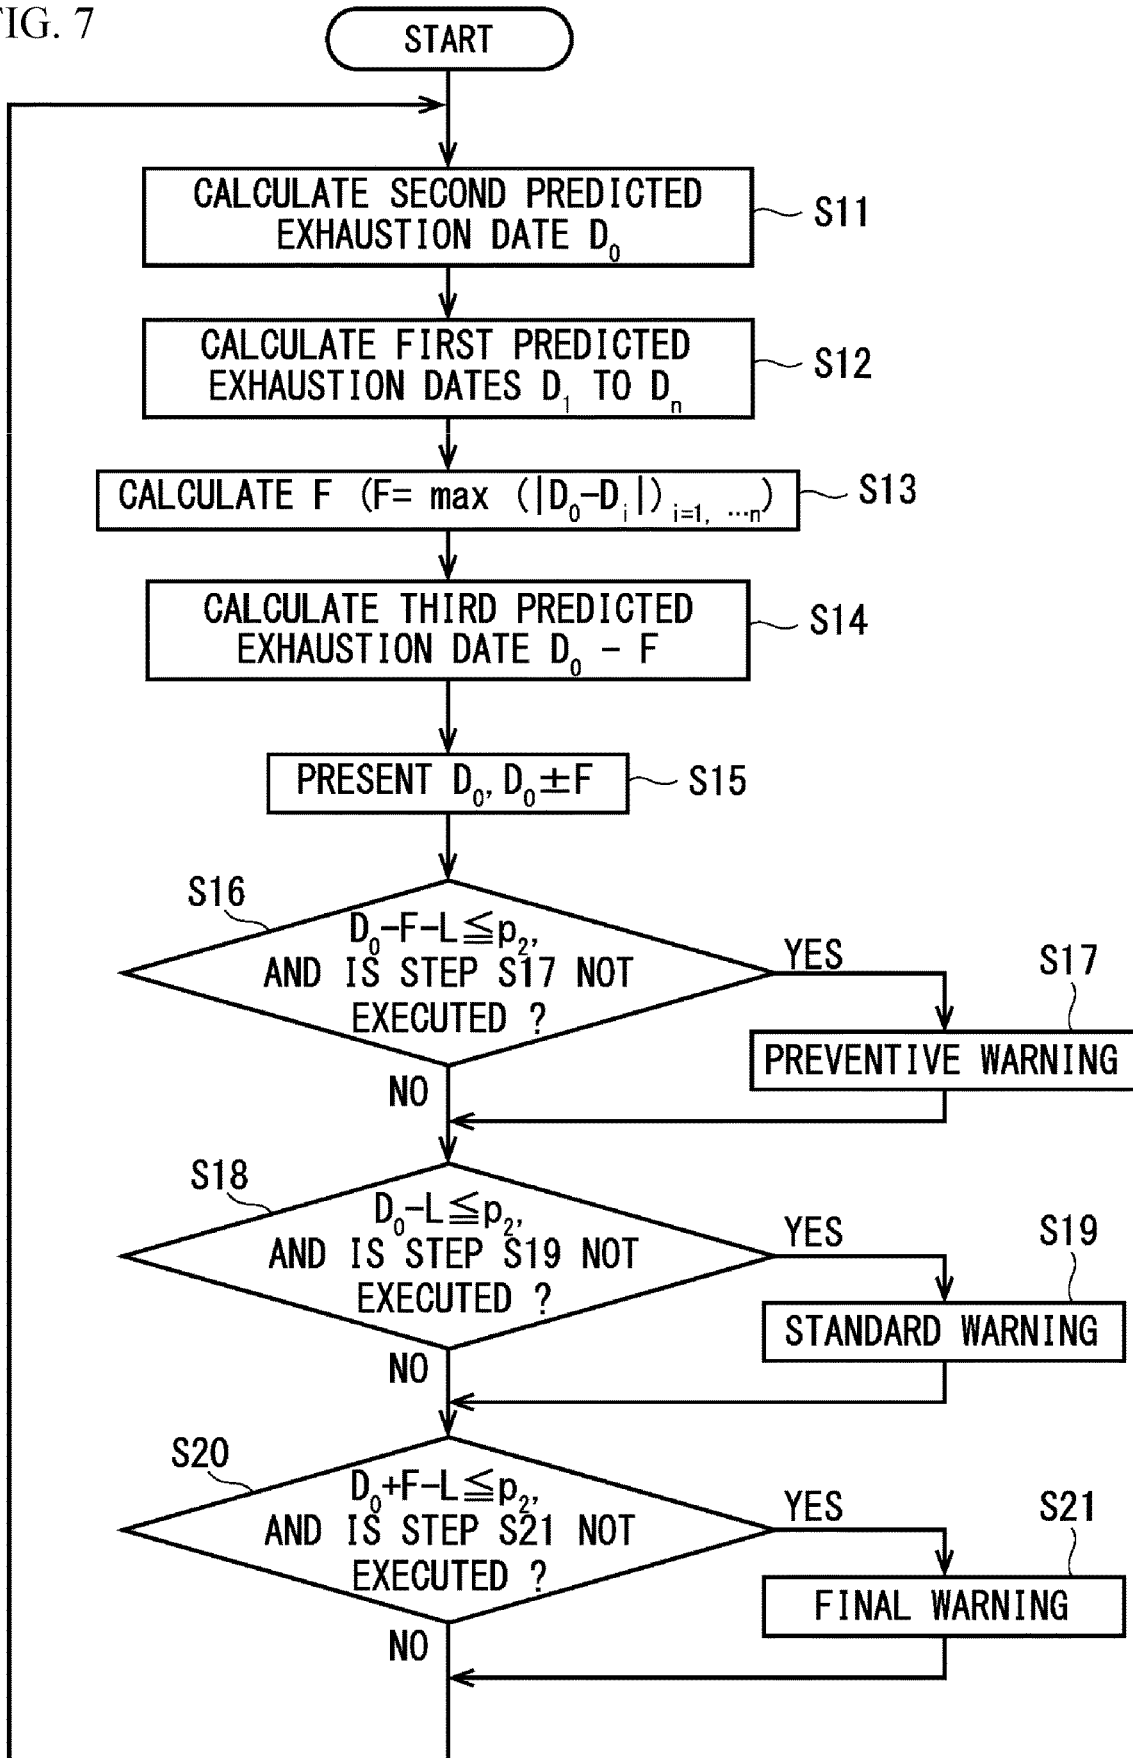 FIG. 7
START
CALCULATE SECOND PREDICTED
EXHAUSTION DATE D₀
S11
CALCULATE FIRST PREDICTED
EXHAUSTION DATES D₁ TO Dₙ
S12
CALCULATE F (F= max (|D₀-Dᵢ|)ᵢ₌₁, …ₙ)
S13
CALCULATE THIRD PREDICTED
EXHAUSTION DATE D₀ - F
S14
PRESENT D₀, D₀±F
S15
S16
D₀-F-L≦p₂,
AND IS STEP S17 NOT
EXECUTED ?
YES
S17
PREVENTIVE WARNING
NO
S18
D₀-L≦p₂,
AND IS STEP S19 NOT
EXECUTED ?
YES
S19
STANDARD WARNING
NO
S20
D₀+F-L≦p₂,
AND IS STEP S21 NOT
EXECUTED ?
YES
S21
FINAL WARNING
NO